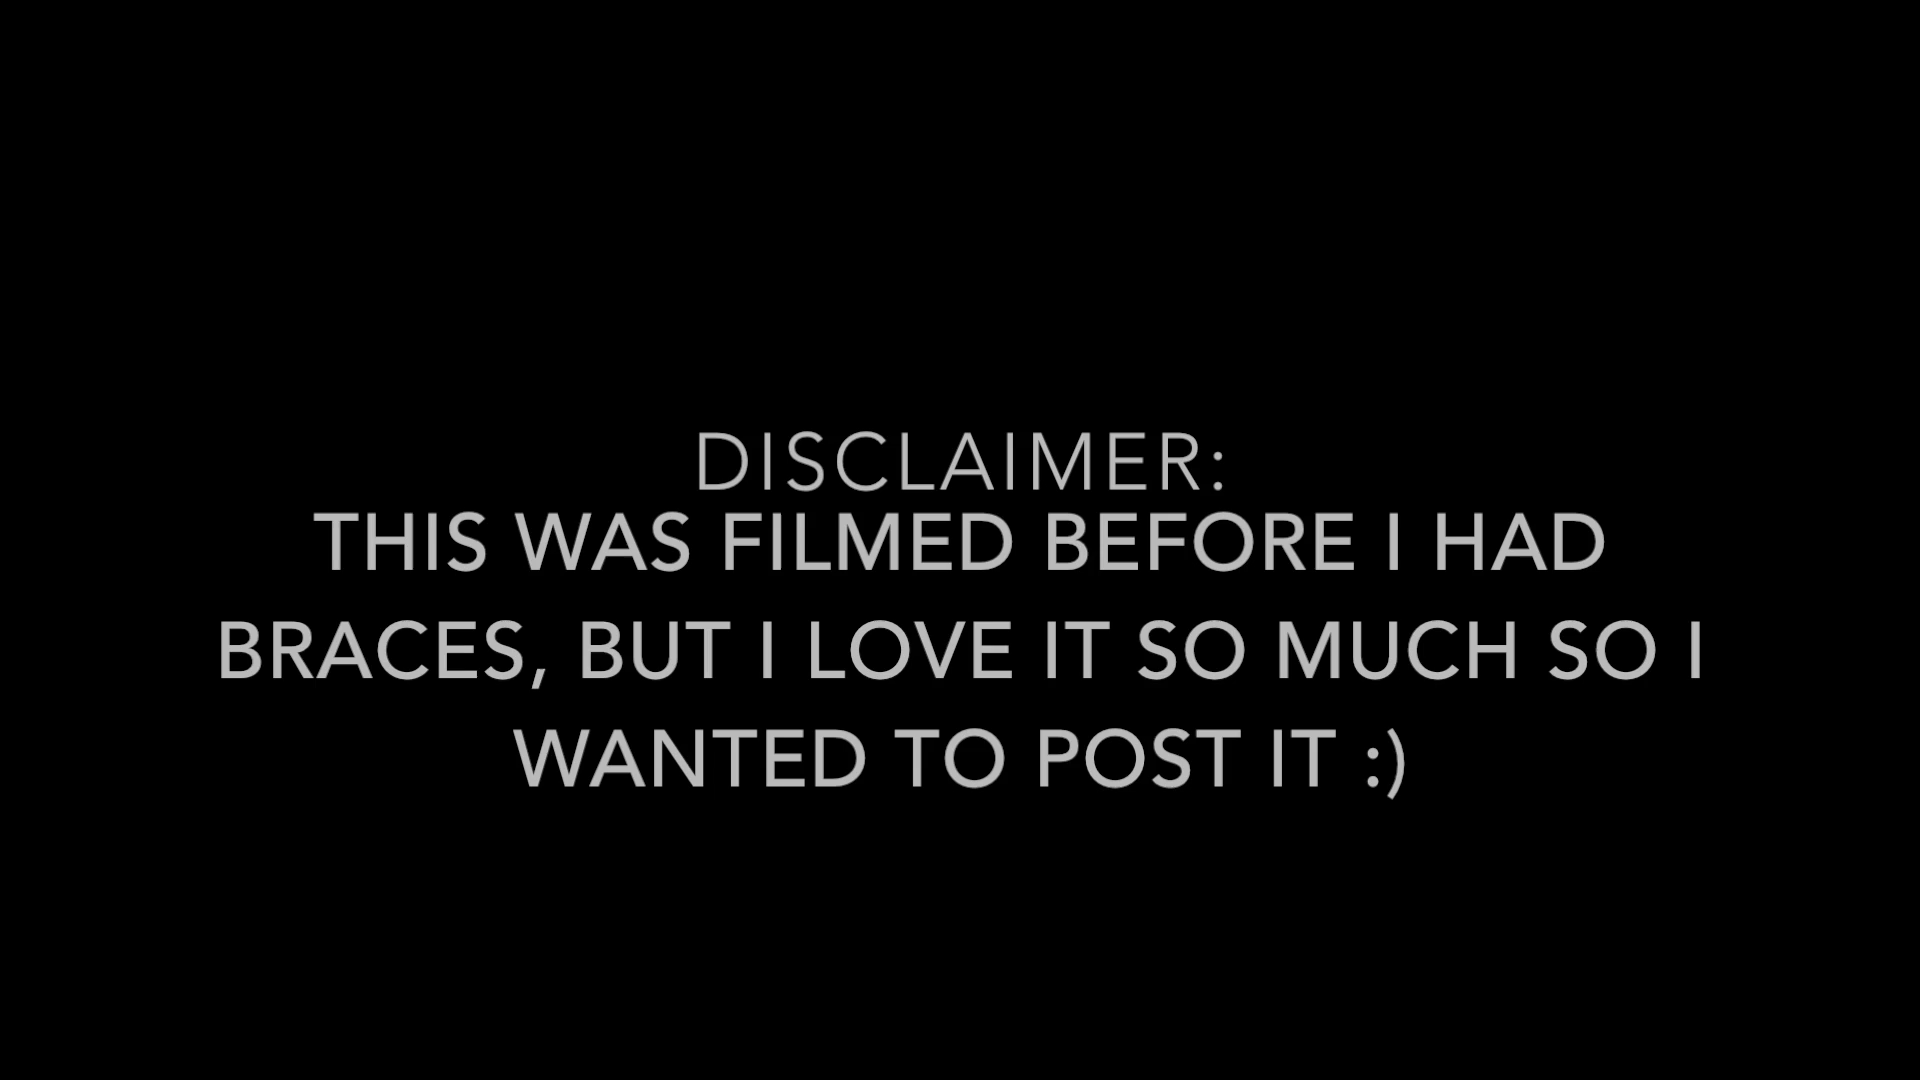 DISCLAIMER:
THIS WAS FILMED BEFORE I HAD
BRACES, BUT I LOVE IT SO MUCH SO I
WANTED TO POST IT :)